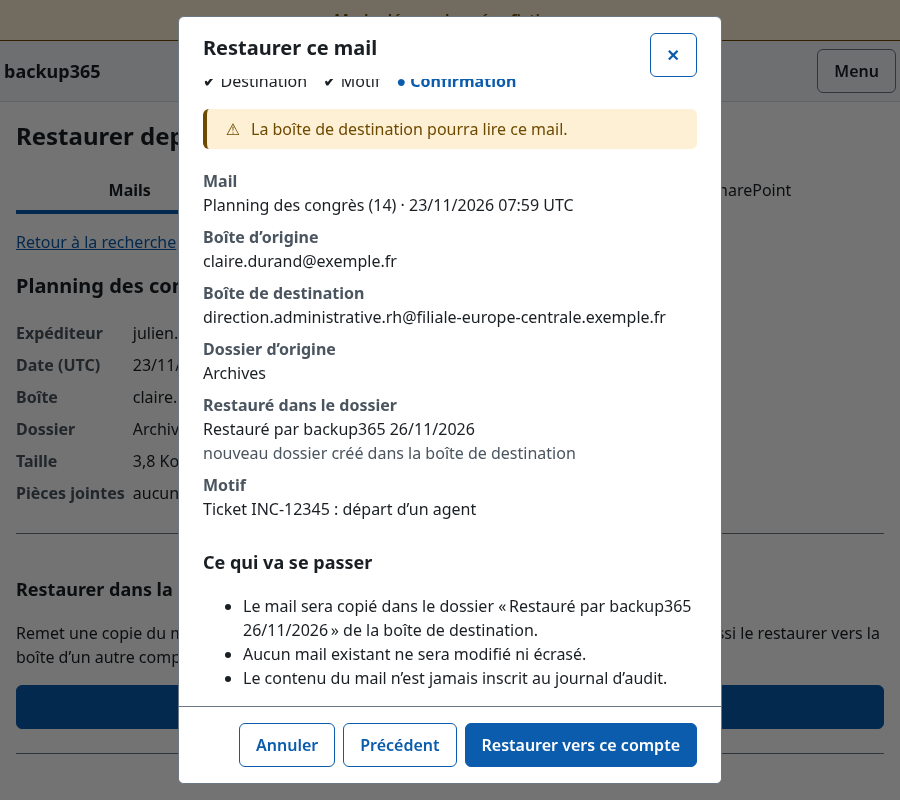 Restaurer ce mail
×
backup365
Menu
✔ Destination ✔ Motif ● Confirmation
⚠ La boîte de destination pourra lire ce mail.
Restaurer
Mails
Retour à la recherche
Planning des
Expéditeur julien.
Date (UTC) 23/11/
Boîte claire.
Dossier
Taille 3,8 Ko
Pièces jointes
Mail
Planning des congrès (14) · 23/11/2026 07:59 UTC
Boîte d’origine
claire.durand@exemple.fr
Boîte de destination
direction.administrative.rh@filiale-europe-centrale.exemple.fr
Dossier d’origine
Archives
Restauré dans le dossier
Restauré par backup365 26/11/2026
nouveau dossier créé dans la boîte de destination
Motif
Ticket INC-12345 : départ d’un agent
Ce qui va se passer
Le mail sera copié dans le dossier « Restauré par backup365
26/11/2026 » de la boîte de destination.
Aucun mail existant ne sera modifié ni écrasé.
Le contenu du mail n’est jamais inscrit au journal d’audit.
Restaurer dans la
Remet une copie du
le restaurer vers la
boîte d’un autre
Annuler
Précédent
Restaurer vers ce compte